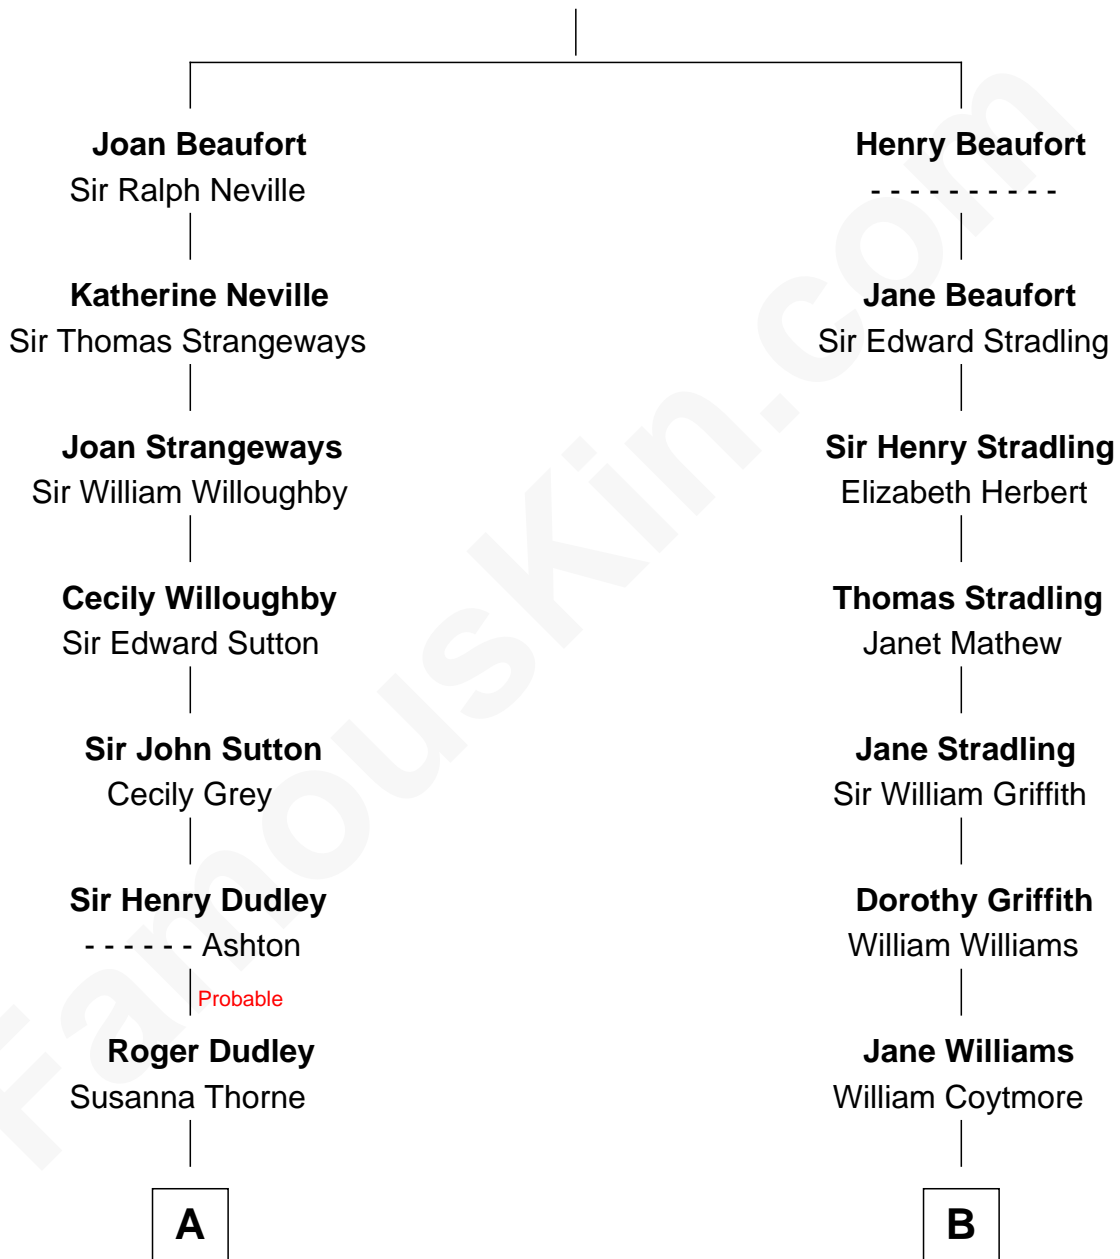 Joan Beaufort
Sir Ralph Neville
Henry Beaufort
- - - - - - - - - -
Katherine Neville
Sir Thomas Strangeways
Jane Beaufort
Sir Edward Stradling
Joan Strangeways
Sir William Willoughby
Sir Henry Stradling
Elizabeth Herbert
Cecily Willoughby
Sir Edward Sutton
Thomas Stradling
Janet Mathew
Sir John Sutton
Cecily Grey
Jane Stradling
Sir William Griffith
Sir Henry Dudley
- - - - - - Ashton
Probable
Dorothy Griffith
William Williams
Roger Dudley
Susanna Thorne
Jane Williams
William Coytmore
A
B
FamousKin.com